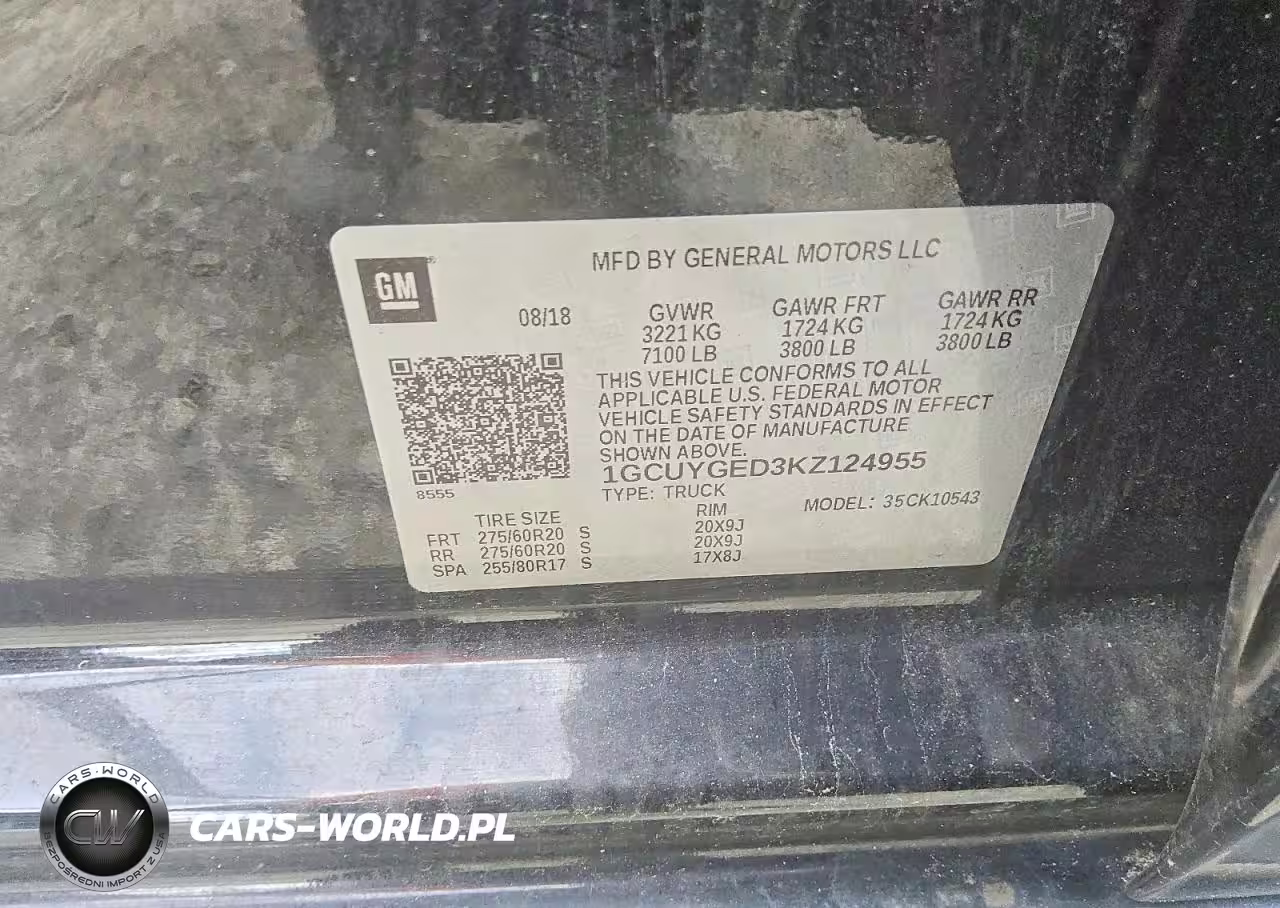 MFD BY GENERAL MOTORS LLC
GM
08/18
GVWR GAWR FRT GAWR RR
3221 KG 1724 KG 1724 KG
7100 LB 3800 LB 3800 LB
THIS VEHICLE CONFORMS TO ALL
APPLICABLE U.S. FEDERAL MOTOR
VEHICLE SAFETY STANDARDS IN EFFECT
ON THE DATE OF MANUFACTURE
SHOWN ABOVE.
1GCUYGED3KZ124955
8555
TYPE: TRUCK MODEL: 35CK10543
TIRE SIZE RIM
FRT 275/60R20 S 20X9J
RR 275/60R20 S 20X9J
SPA 255/80R17 S 17X8J
CARS-WORLD
CW
BEZPOŚREDNI IMPORT Z USA
CARS-WORLD.PL